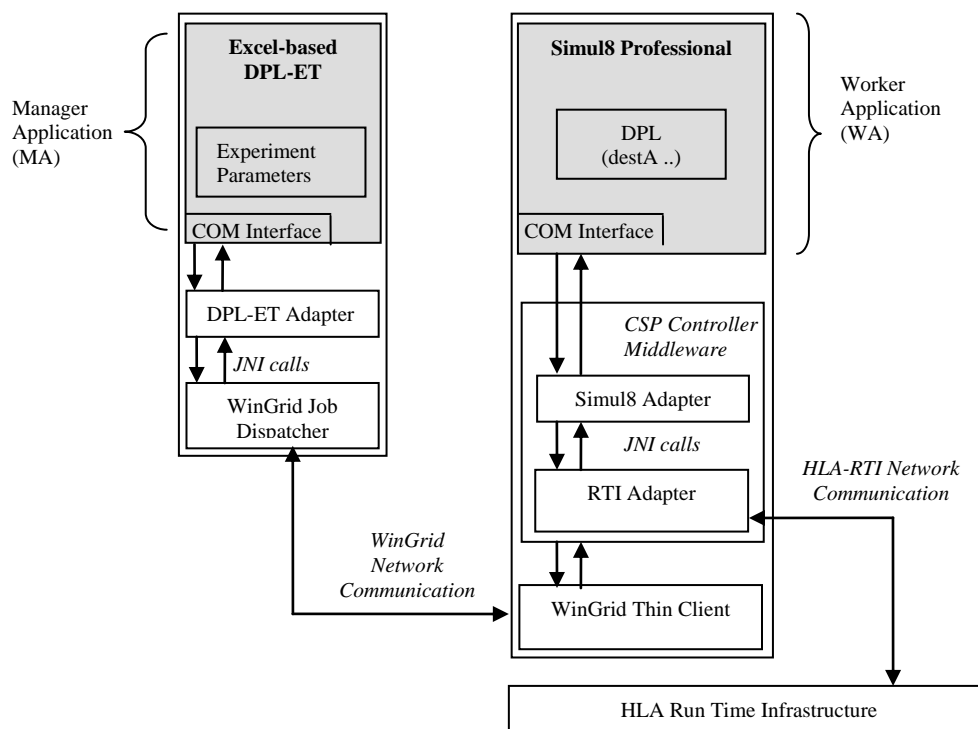 Excel-based
DPL-ET
Experiment
Parameters
COM Interface
Manager
Application
(MA)
DPL-ET Adapter
JNI calls
WinGrid Job
Dispatcher
Simul8 Professional
DPL
(destA ..)
COM Interface
Worker
Application
(WA)
CSP Controller
Middleware
Simul8 Adapter
JNI calls
RTI Adapter
HLA-RTI Network
Communication
WinGrid
Network
Communication
WinGrid Thin Client
HLA Run Time Infrastructure